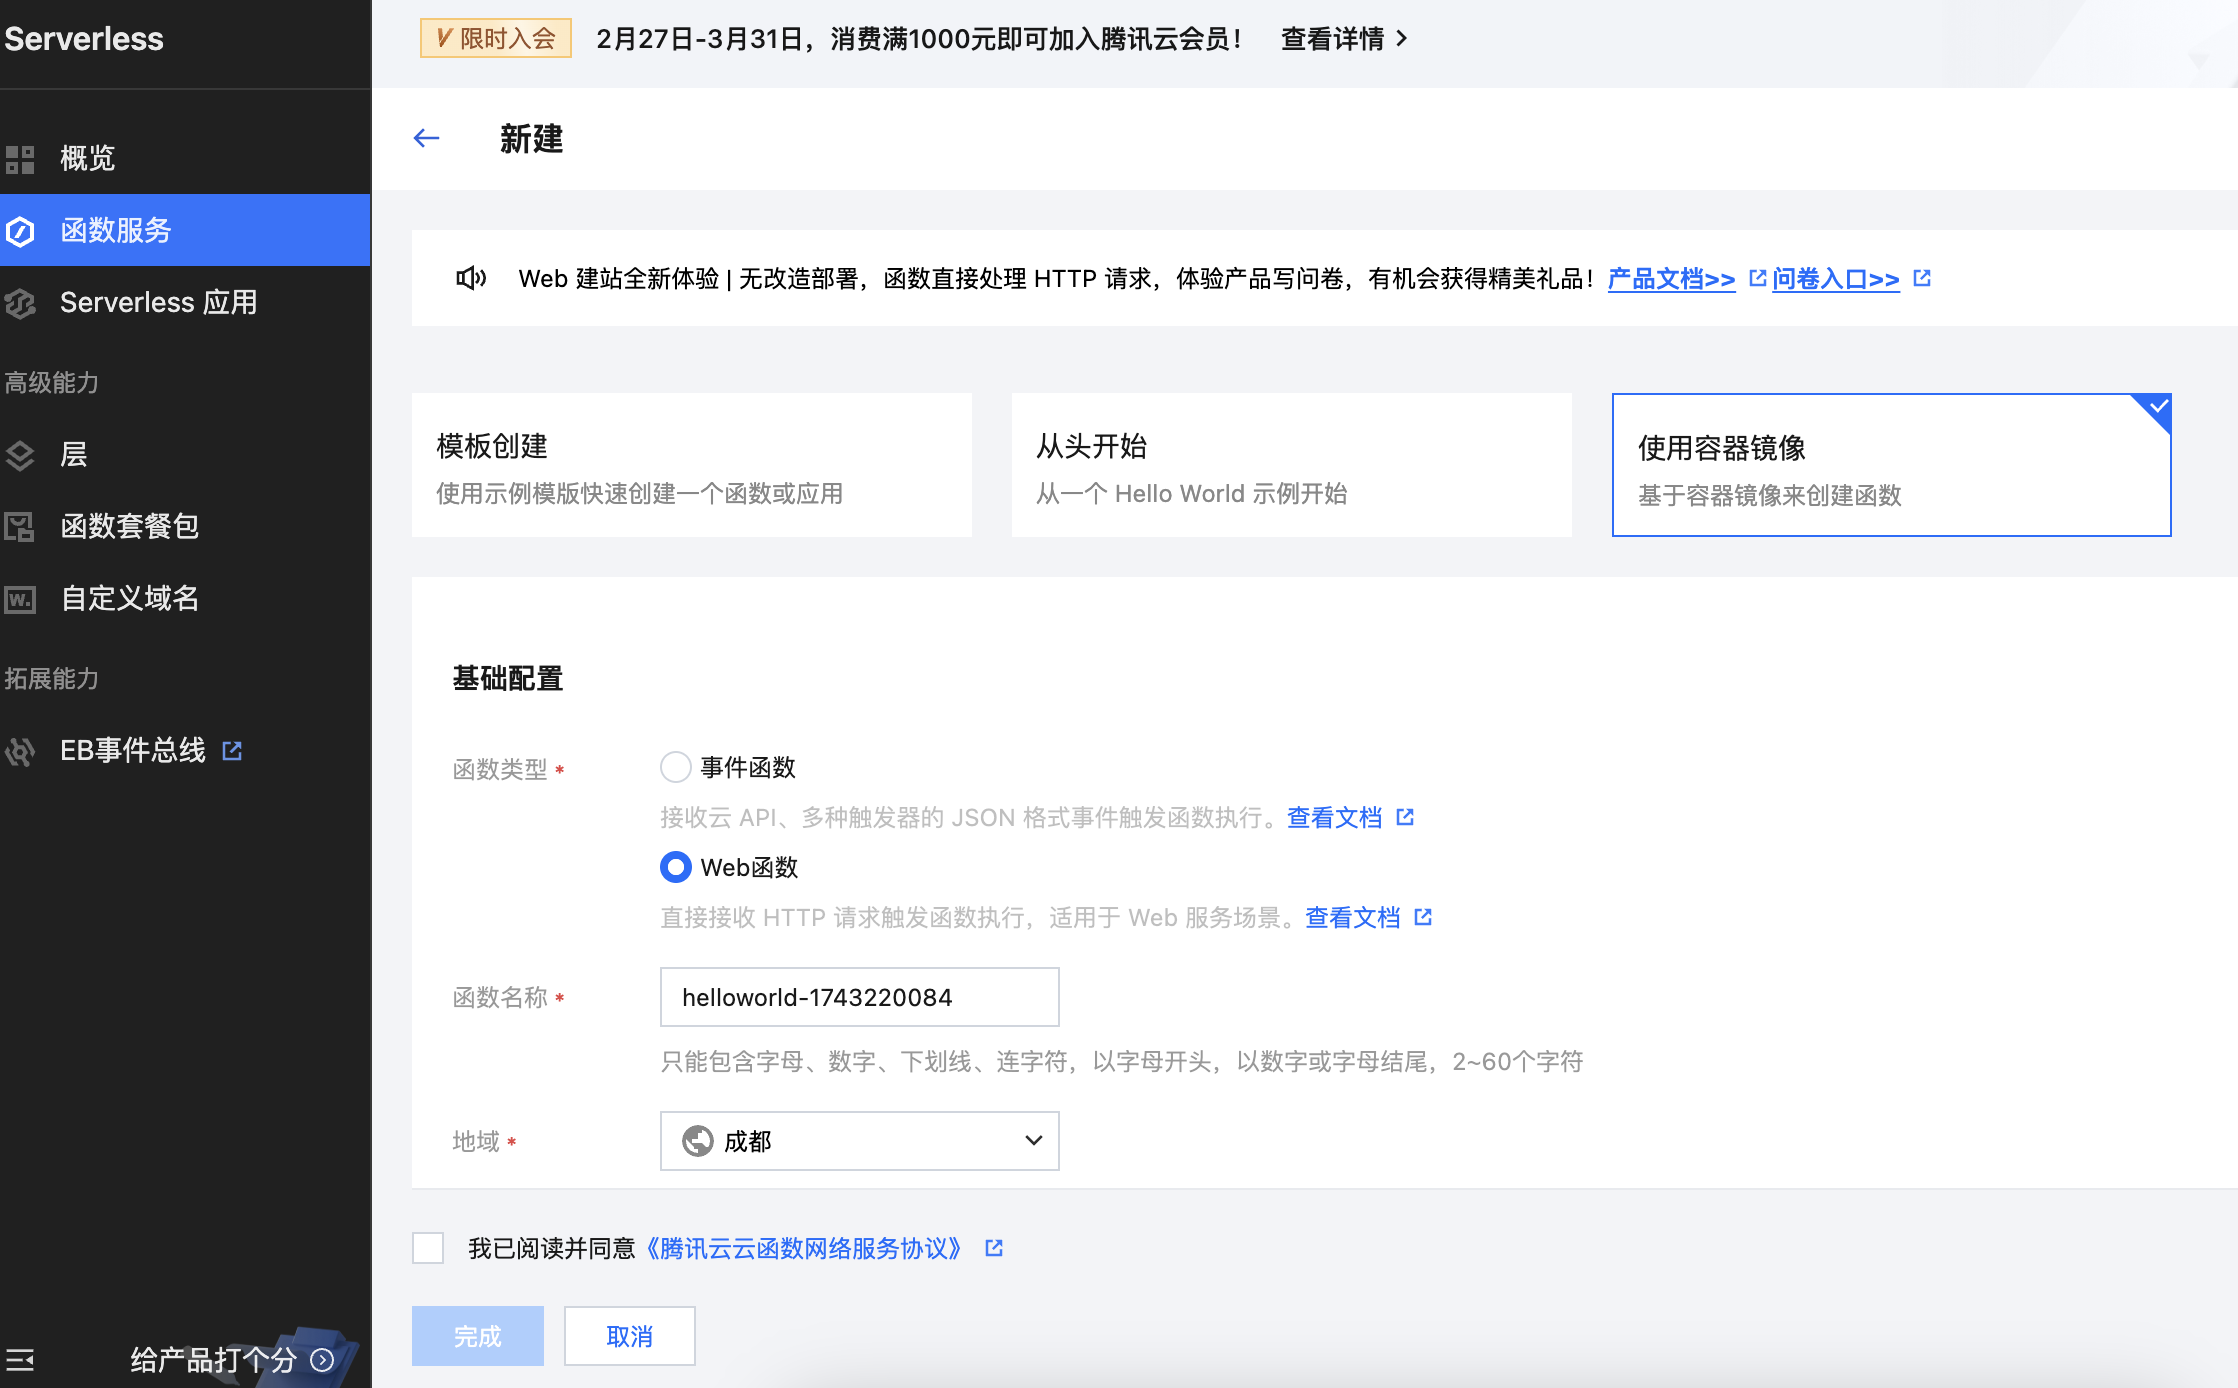 Serverless
概览
函数服务
Serverless 应用
高级能力
层
函数套餐包
自定义域名
拓展能力
EB事件总线
给产品打个分
V 限时入会 2月27日-3月31日，消费满1000元即可加入腾讯云会员！ 查看详情
新建
Web 建站全新体验 | 无改造部署，函数直接处理 HTTP 请求，体验产品写问卷，有机会获得精美礼品！ 产品文档>> 问卷入口>>
模板创建
使用示例模版快速创建一个函数或应用
从头开始
从一个 Hello World 示例开始
使用容器镜像
基于容器镜像来创建函数
基础配置
函数类型 * 事件函数
接收云 API、多种触发器的 JSON 格式事件触发函数执行。查看文档
Web函数
直接接收 HTTP 请求触发函数执行，适用于 Web 服务场景。查看文档
函数名称 * helloworld-1743220084
只能包含字母、数字、下划线、连字符，以字母开头，以数字或字母结尾，2~60个字符
地域 * 成都
我已阅读并同意《腾讯云云函数网络服务协议》
完成 取消